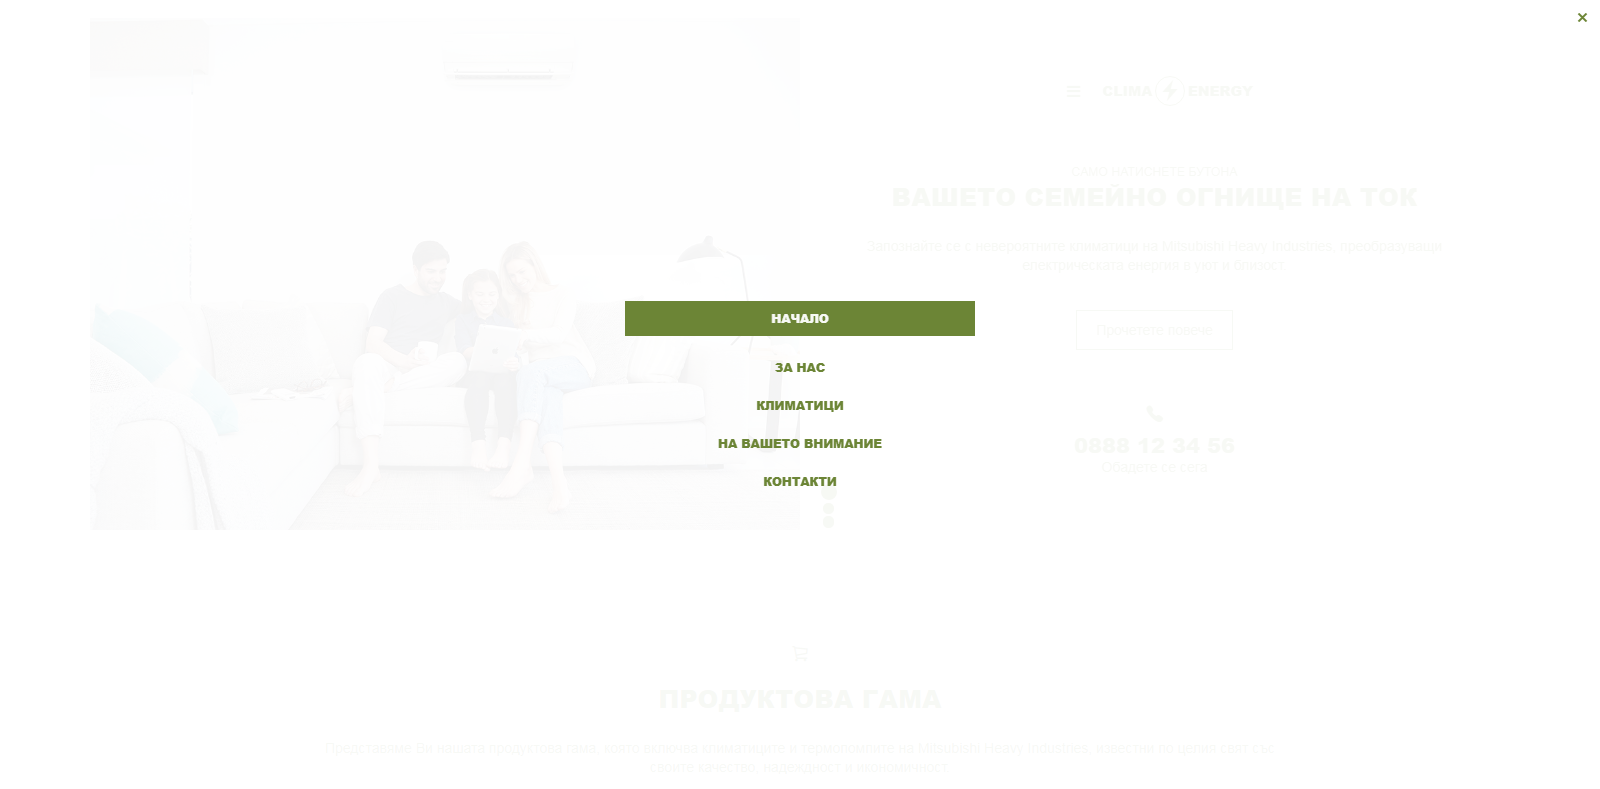 ×
CLIMA ENERGY
САМО НАТИСНЕТЕ БУТОНА
ВАШЕТО СЕМЕЙНО ОГНИЩЕ НА ТОК
Запознайте се с невероятните климатици на Mitsubishi Heavy Industries, преобразуващи
електрическата енергия в уют и близост.
НАЧАЛО
Прочетете повече
ЗА НАС
КЛИМАТИЦИ
НА ВАШЕТО ВНИМАНИЕ
КОНТАКТИ
0888 12 34 56
Обадете се сега
ПРОДУКТОВА ГАМА
Представяме Ви нашата продуктова гама, която включва климатиците и термопомпите на Mitsubishi Heavy Industries, известни по целия свят със
своите качество, надеждност и икономичност.